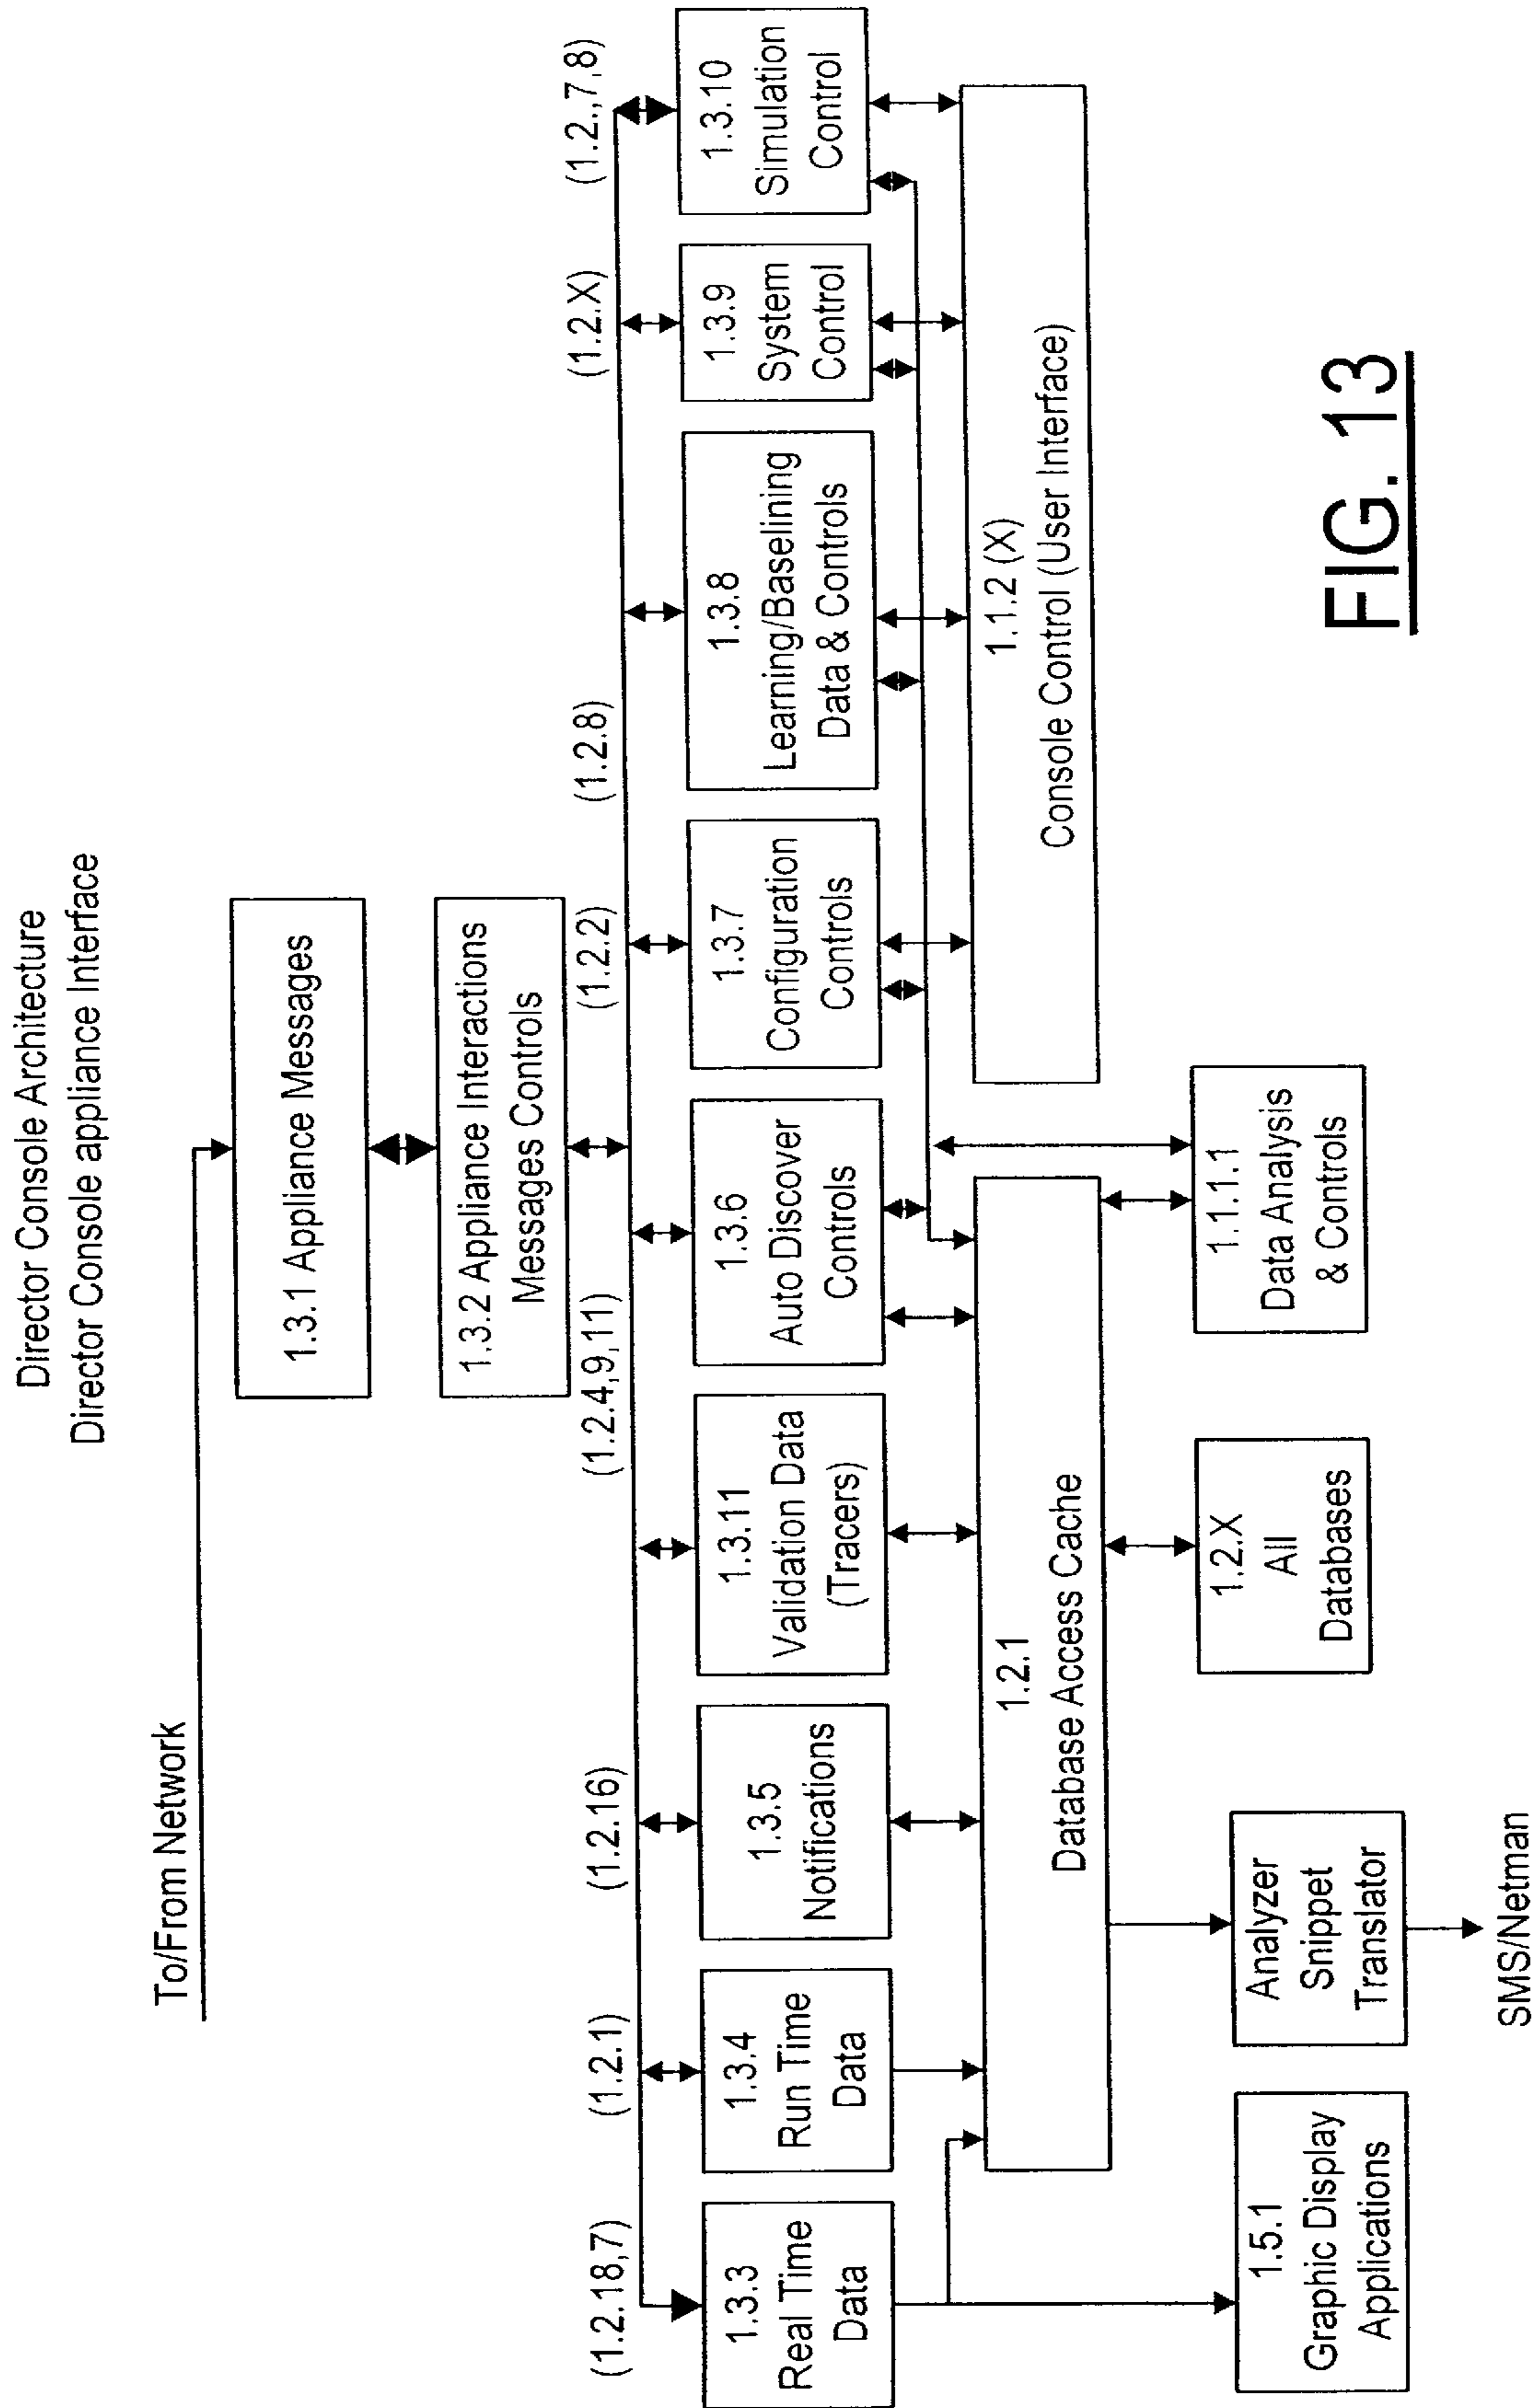 Director Console Architecture
Director Console appliance Interface
To/From Network
1.3.1 Appliance Messages
1.3.2 Appliance Interactions
Messages Controls
(1.2.18,7)
(1.2.1)
(1.2.16)
(1.2.4,9,11)
(1.2.2)
(1.2.8)
(1.2.X)
(1.2.,7,8)
1.3.3
Real Time
Data
1.3.4
Run Time
Data
1.3.5
Notifications
1.3.11
Validation Data
(Tracers)
1.3.6
Auto Discover
Controls
1.3.7
Configuration
Controls
1.3.8
Learning/Baselining
Data & Controls
1.3.9
System
Control
1.3.10
Simulation
Control
1.2.1
Database Access Cache
1.1.2 (X)
Console Control (User Interface)
1.5.1
Graphic Display
Applications
Analyzer
Snippet
Translator
1.2.X
All
Databases
1.1.1.1.1
Data Analysis
& Controls
SMS/Netman
FIG. 13